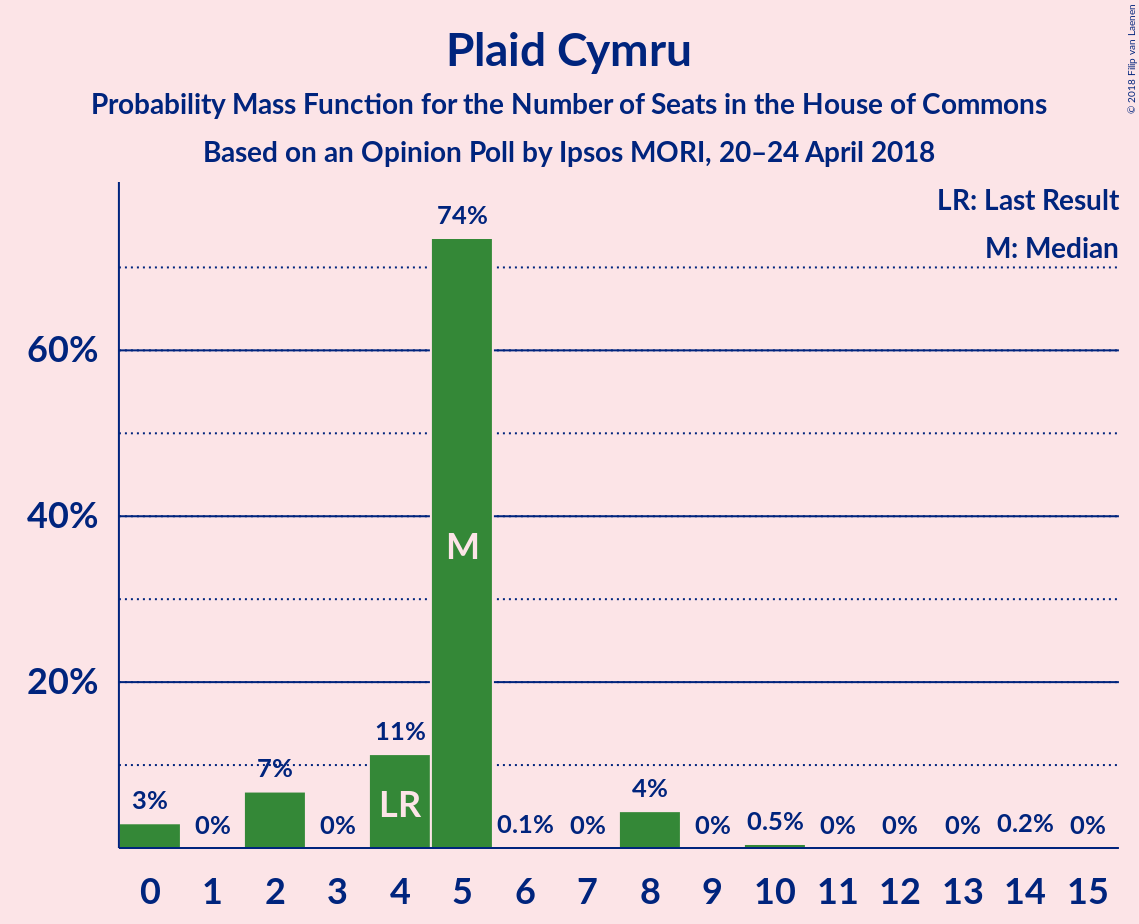 Plaid Cymru
Probability Mass Function for the Number of Seats in the House of Commons
Based on an Opinion Poll by Ipsos MORI, 20–24 April 2018
© 2018 Filip van Laenen
LR: Last Result
M: Median
60%
40%
20%
3%
0%
7%
0%
11%
74%
0.1%
0%
4%
0%
0.5%
0%
0%
0%
0.2%
0%
LR
M
0 1 2 3 4 5 6 7 8 9 10 11 12 13 14 15